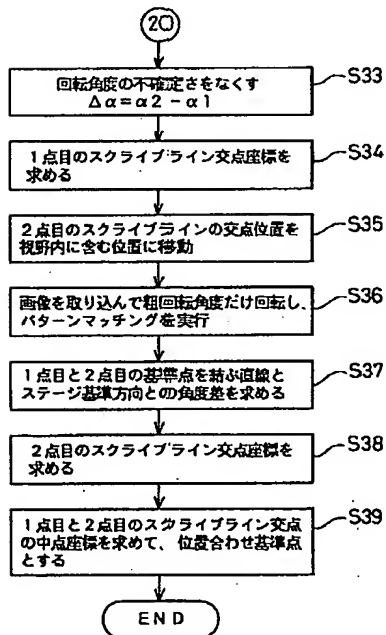 20
回転角度の不確定さをなくす
Δα＝α2－α1
S33
1点目のスクライブライン交点座標を
求める
S34
2点目のスクライブラインの交点位置を
視野内に含む位置に移動
S35
画像を取り込んで粗回転角度だけ回転し、
パターンマッチングを実行
S36
1点目と2点目の基準点を結ぶ直線と
ステージ基準方向との角度差を求める
S37
2点目のスクライブライン交点座標を
求める
S38
1点目と2点目のスクライブライン交点
の中点座標を求めて、位置合わせ基準点
とする
S39
END